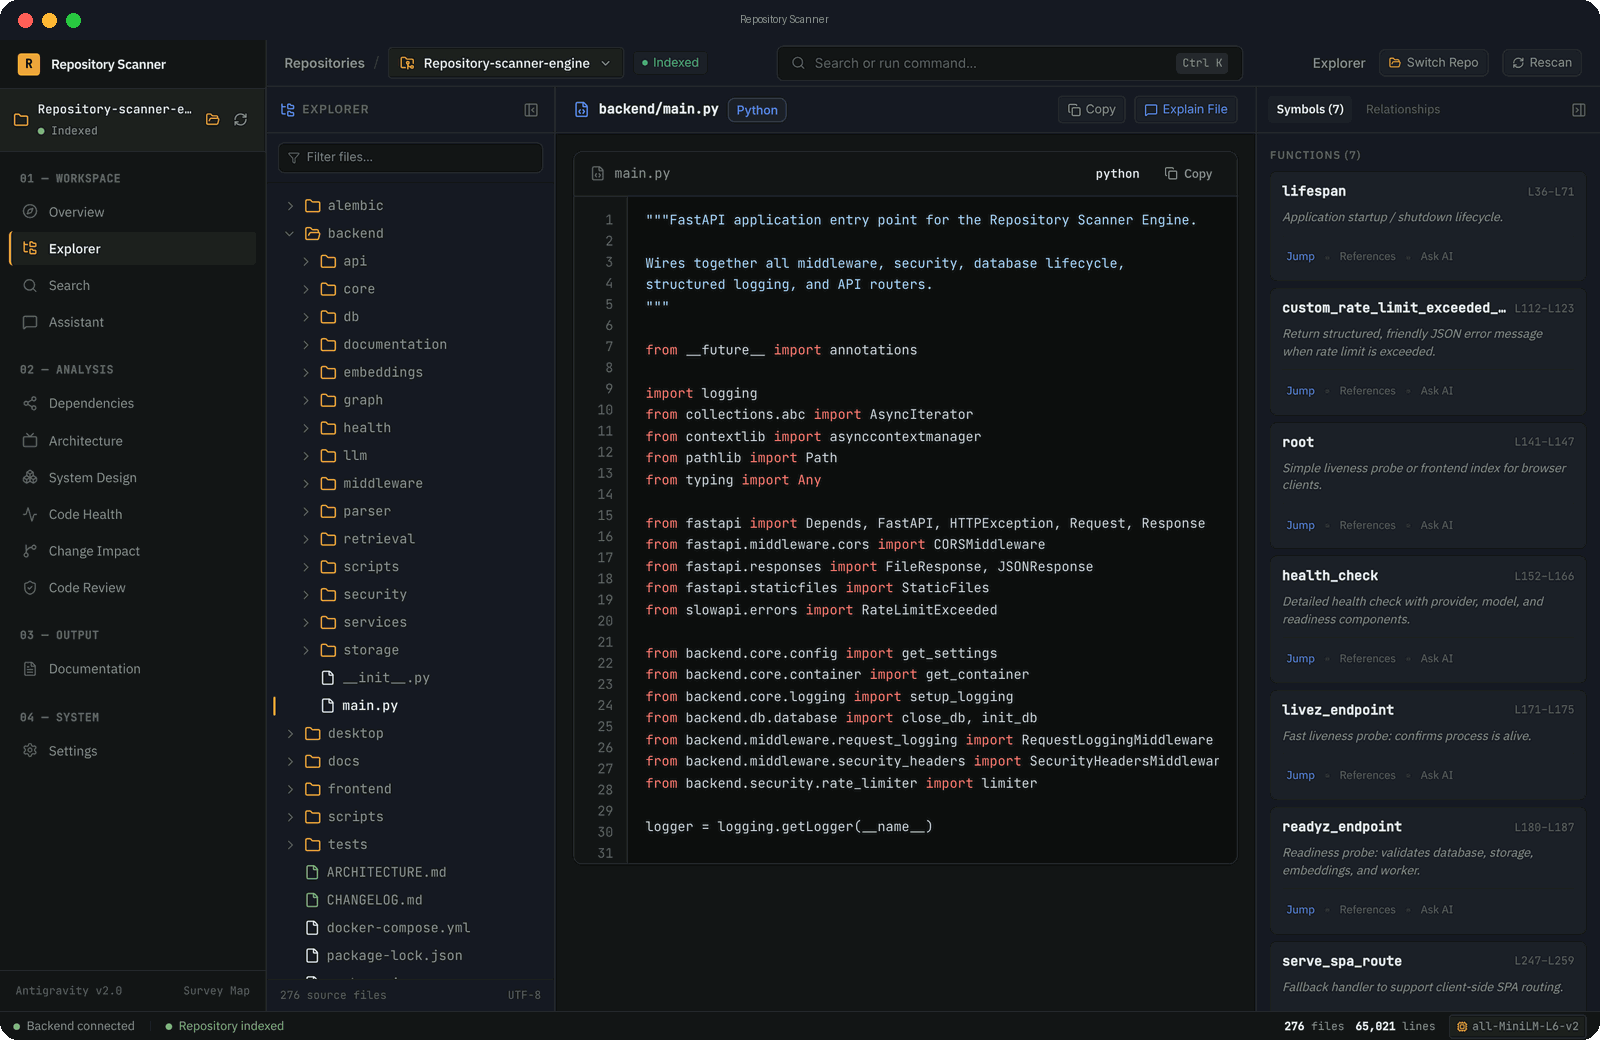 Repository Scanner
R Repository Scanner
Repository-scanner-e…
Indexed
01 — WORKSPACE
Overview
Explorer
Search
Assistant
02 — ANALYSIS
Dependencies
Architecture
System Design
Code Health
Change Impact
Code Review
03 — OUTPUT
Documentation
04 — SYSTEM
Settings
Antigravity v2.0 Survey Map
Repositories / Repository-scanner-engine Indexed
Search or run command... Ctrl K
Explorer Switch Repo Rescan
EXPLORER
Filter files...
alembic
backend
api
core
db
documentation
embeddings
graph
health
llm
middleware
parser
retrieval
scripts
security
services
storage
__init__.py
main.py
desktop
docs
frontend
scripts
tests
ARCHITECTURE.md
CHANGELOG.md
docker-compose.yml
package-lock.json
276 source files UTF-8
backend/main.py Python Copy Explain File
main.py python Copy
1 """FastAPI application entry point for the Repository Scanner Engine.
2
3 Wires together all middleware, security, database lifecycle,
4 structured logging, and API routers.
5 """
6
7 from __future__ import annotations
8
9 import logging
10 from collections.abc import AsyncIterator
11 from contextlib import asynccontextmanager
12 from pathlib import Path
13 from typing import Any
14
15 from fastapi import Depends, FastAPI, HTTPException, Request, Response
16 from fastapi.middleware.cors import CORSMiddleware
17 from fastapi.responses import FileResponse, JSONResponse
18 from fastapi.staticfiles import StaticFiles
19 from slowapi.errors import RateLimitExceeded
20
21 from backend.core.config import get_settings
22 from backend.core.container import get_container
23 from backend.core.logging import setup_logging
24 from backend.db.database import close_db, init_db
25 from backend.middleware.request_logging import RequestLoggingMiddleware
26 from backend.middleware.security_headers import SecurityHeadersMiddlewar
27 from backend.security.rate_limiter import limiter
28
29 logger = logging.getLogger(__name__)
30
31
Symbols (7) Relationships
FUNCTIONS (7)
lifespan L36–L71
Application startup / shutdown lifecycle.
Jump References Ask AI
custom_rate_limit_exceeded_… L112–L123
Return structured, friendly JSON error message
when rate limit is exceeded.
Jump References Ask AI
root L141–L147
Simple liveness probe or frontend index for browser
clients.
Jump References Ask AI
health_check L152–L166
Detailed health check with provider, model, and
readiness components.
Jump References Ask AI
livez_endpoint L171–L175
Fast liveness probe: confirms process is alive.
Jump References Ask AI
readyz_endpoint L180–L187
Readiness probe: validates database, storage,
embeddings, and worker.
Jump References Ask AI
serve_spa_route L247–L259
Fallback handler to support client-side SPA routing.
Backend connected Repository indexed
276 files 65,021 lines all-MiniLM-L6-v2